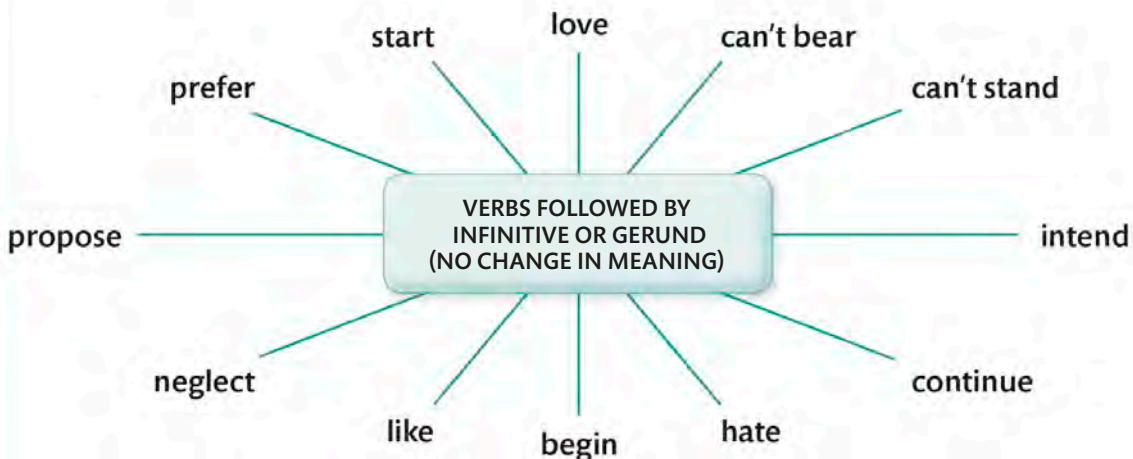 love
start
can't bear
prefer
can't stand
VERBS FOLLOWED BY
INFINITIVE OR GERUND
(NO CHANGE IN MEANING)
propose
intend
neglect
continue
like
begin
hate